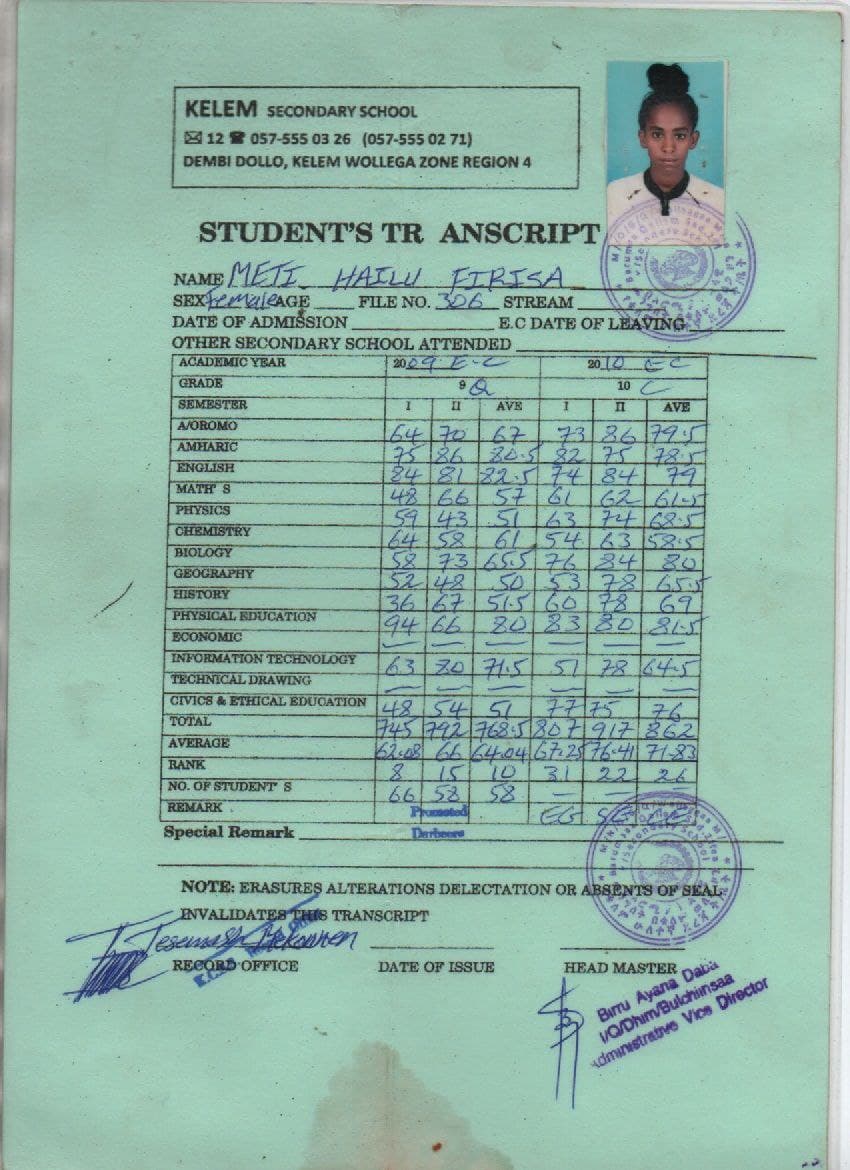 KELEM SECONDARY SCHOOL
✉ 12 ☎ 057-555 03 26 (057-555 02 71)
DEMBI DOLLO, KELEM WOLLEGA ZONE REGION 4
STUDENT'S TR ANSCRIPT
NAME METI HAILU FIRISA
SEX Female AGE ____ FILE NO. 306 STREAM
DATE OF ADMISSION ____ E.C DATE OF LEAVING
OTHER SECONDARY SCHOOL ATTENDED
ACADEMIC YEAR 2009 E.C 2010 EC
GRADE 9 Q 10 C
SEMESTER I II AVE I II AVE
A/OROMO 64 70 67 73 86 79.5
AMHARIC 75 86 80.5 82 75 78.5
ENGLISH 84 81 82.5 74 84 79
MATH' S 48 66 57 61 62 61.5
PHYSICS 59 43 51 63 74 68.5
CHEMISTRY 64 58 61 54 63 58.5
BIOLOGY 58 73 65.5 76 84 80
GEOGRAPHY 52 48 50 53 78 65.5
HISTORY 36 67 51.5 60 78 69
PHYSICAL EDUCATION 94 66 80 83 80 81.5
ECONOMIC — — — — — —
INFORMATION TECHNOLOGY 63 80 71.5 51 78 64.5
TECHNICAL DRAWING — — — — — —
CIVICS & ETHICAL EDUCATION 48 54 51 77 75 76
TOTAL 745 792 768.5 807 917 862
AVERAGE 62.08 66 64.04 67.25 76.41 71.83
RANK 8 15 10 31 22 26
NO. OF STUDENT' S 66 58 58 — — —
REMARK Promoted
Special Remark Darbeera
NOTE: ERASURES ALTERATIONS DELECTATION OR ABSENTS OF SEAL
INVALIDATES THIS TRANSCRIPT
RECORD OFFICE DATE OF ISSUE HEAD MASTER
Birru Ayana Daba
I/Q/Dhim/Bulchiinsaa
Administrative Vice Director